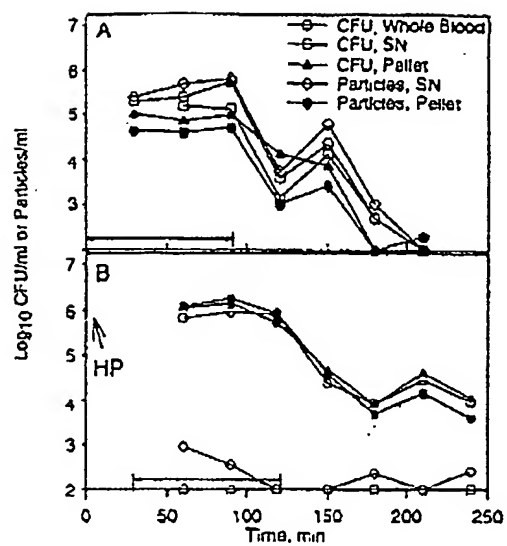 A
CFU, Whole Blood
CFU, SN
CFU, Pellet
Particles, SN
Particles, Pellet
7
6
5
4
3
Log10 CFU/ml or Particles/ml
B
7
6
5
4
3
2
HP
0 50 100 150 200 250
Time, min